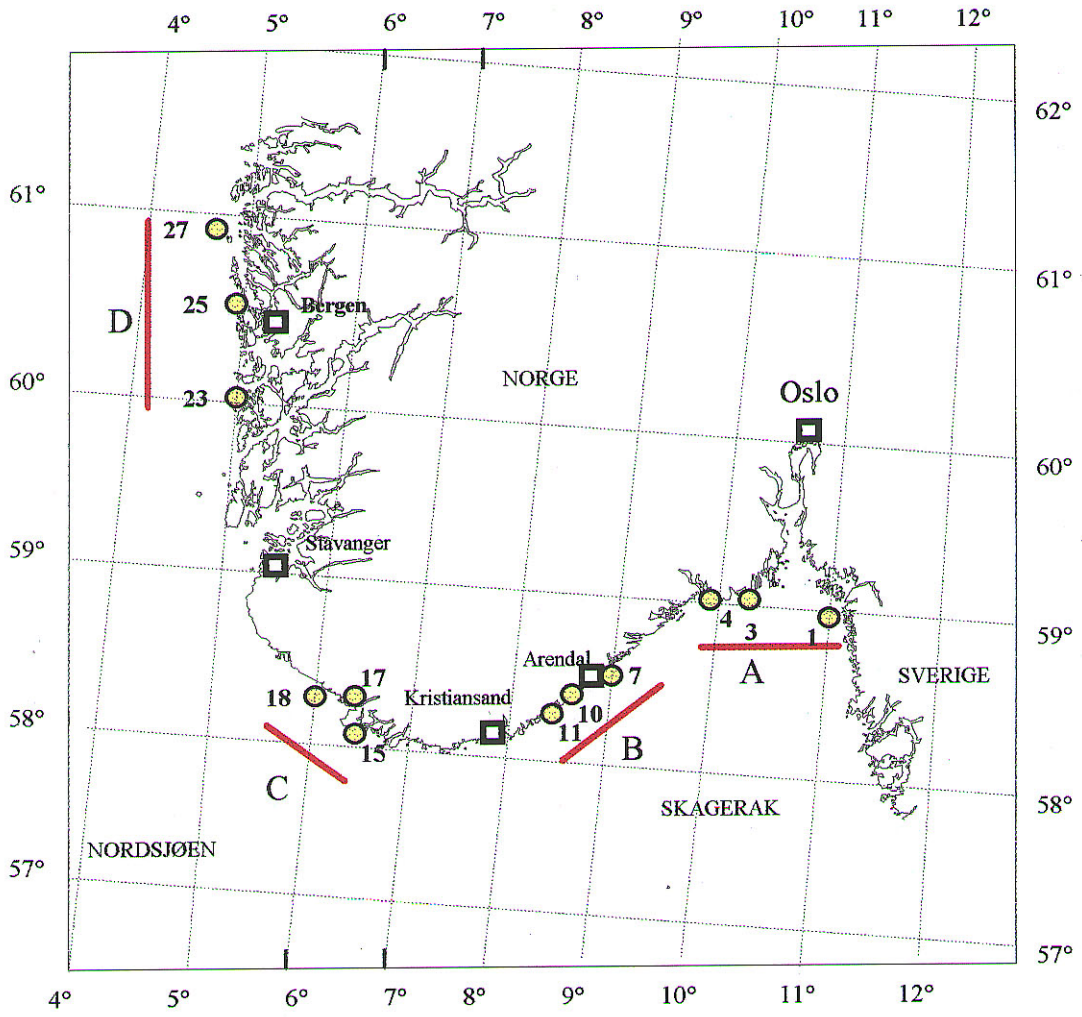 4° 5° 6° 7° 8° 9° 10° 11° 12°
62°
61°
27
61°
25
Bergen
D
NORGE
60°
23
Oslo
60°
59°
Stavanger
4 3 1
59°
Arendal
A
SVERIGE
17
7
18
Kristiansand
10
58°
11
15
B
C
58°
SKAGERAK
NORDSJØEN
57°
57°
4° 5° 6° 7° 8° 9° 10° 11° 12°